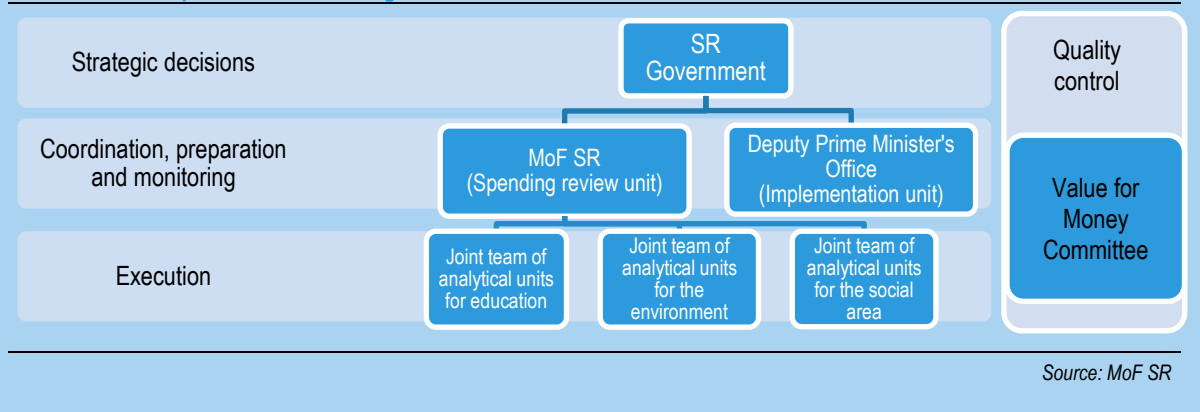 Strategic decisions
SR
Government
Quality
control
Coordination, preparation
and monitoring
MoF SR
(Spending review unit)
Deputy Prime Minister's
Office
(Implementation unit)
Value for
Money
Committee
Execution
Joint team of
analytical units
for education
Joint team of
analytical units
for the
environment
Joint team of
analytical units
for the social
area
Source: MoF SR